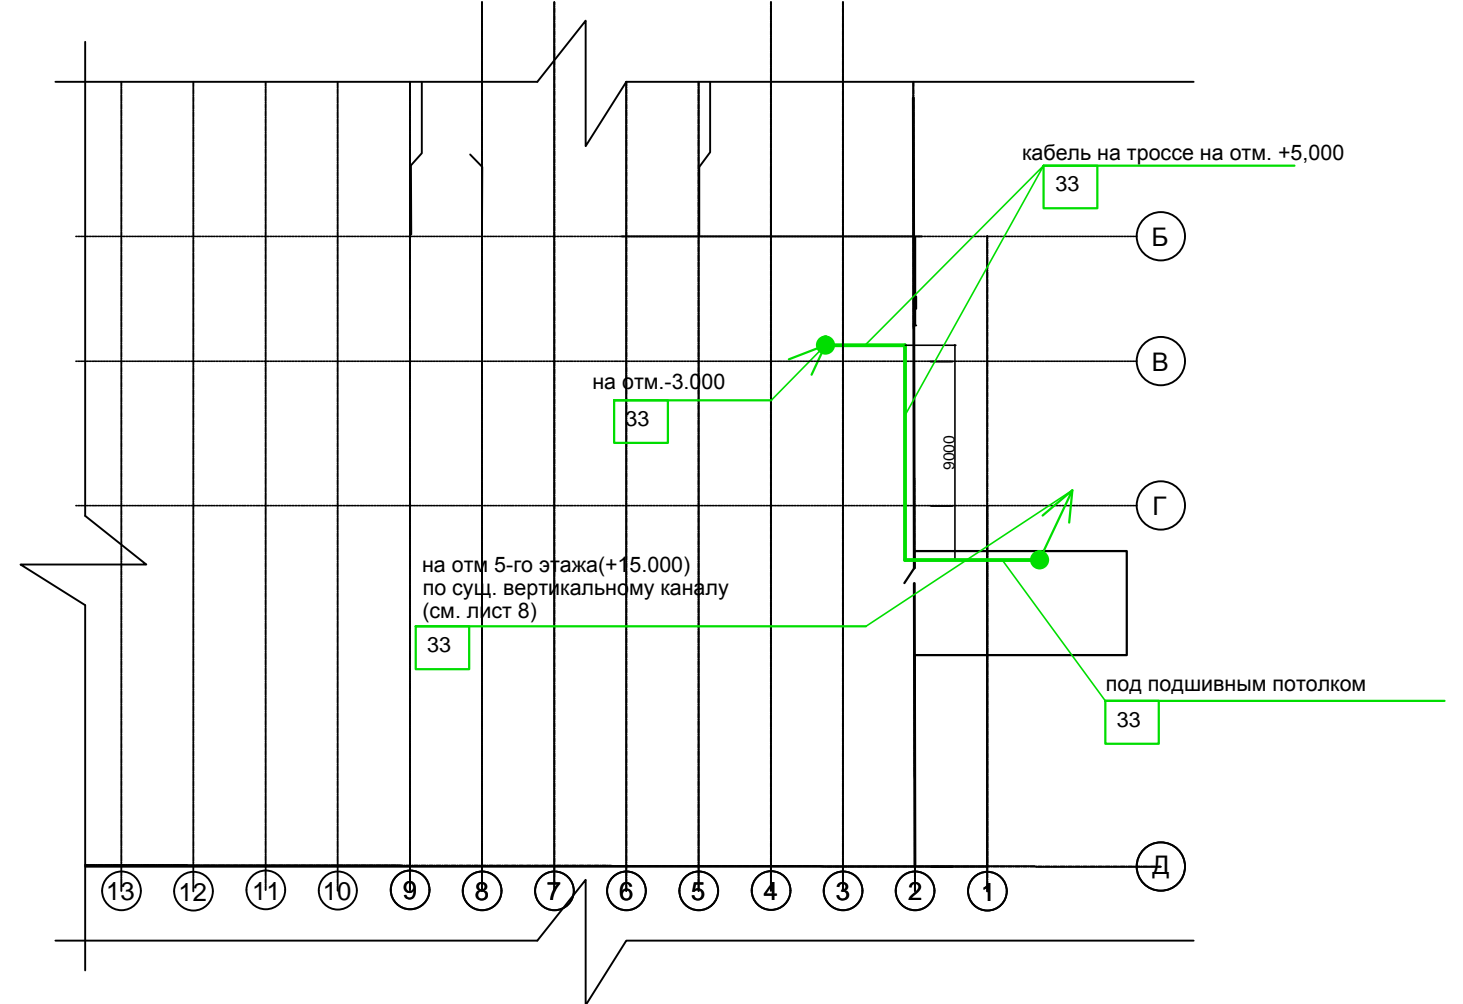 кабель на троссе на отм. +5,000
33
Б
В
на отм.-3.000
33
9000
Г
на отм 5-го этажа(+15.000)
по сущ. вертикальному каналу
(см. лист 8)
33
под подшивным потолком
33
Д
13 12 11 10 9 8 7 6 5 4 3 2 1